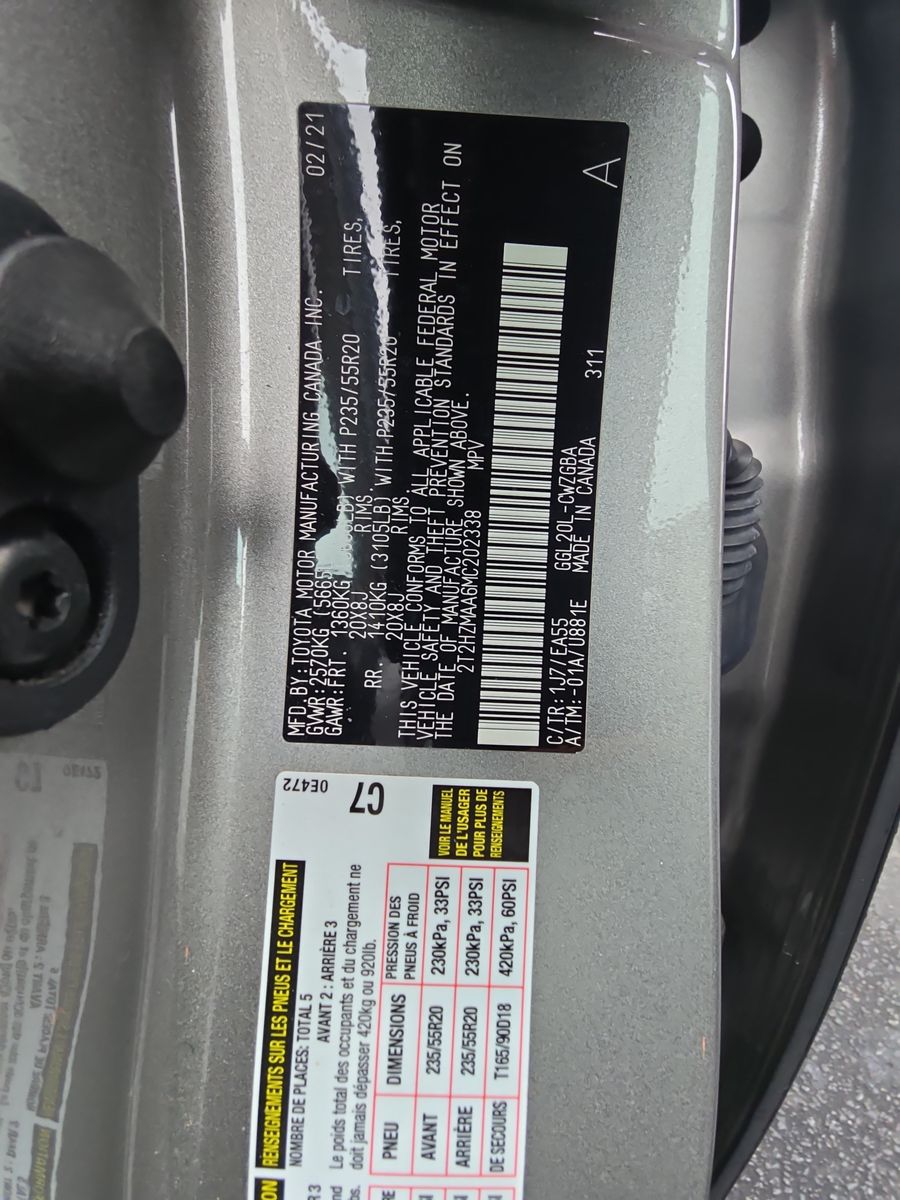 MFD. BY: TOYOTA MOTOR MANUFACTURING CANADA INC. 02/21
GVWR: 2570KG (5665
GAWR: FRT. 1360KG LB) WITH P235/55R20 TIRES,
20X8J RIMS
RR. 1410KG (3105LB) WITH P235/55R20 TIRES,
20X8J RIMS
THIS VEHICLE CONFORMS TO ALL APPLICABLE FEDERAL MOTOR
VEHICLE SAFETY AND THEFT PREVENTION STANDARDS IN EFFECT ON
THE DATE OF MANUFACTURE SHOWN ABOVE.
2T2HZMAA6MC202338 MPV
A
C/TR: 1J7/EA55 GGL20L-CWZGBA
A/TM: -01A/UD881E MADE IN CANADA 311
0E472
C7
RENSEIGNEMENTS SUR LES PNEUS ET LE CHARGEMENT
NOMBRE DE PLACES: TOTAL 5
AVANT 2 : ARRIÈRE 3
Le poids total des occupants et du chargement ne
doit jamais dépasser 420kg ou 920lb.
PNEU DIMENSIONS PRESSION DES PNEUS À FROID
AVANT 235/55R20 230kPa, 33PSI
ARRIÈRE 235/55R20 230kPa, 33PSI
DE SECOURS T165/90D18 420kPa, 60PSI
VOIR LE MANUEL
DE L'USAGER
POUR PLUS DE
RENSEIGNEMENTS